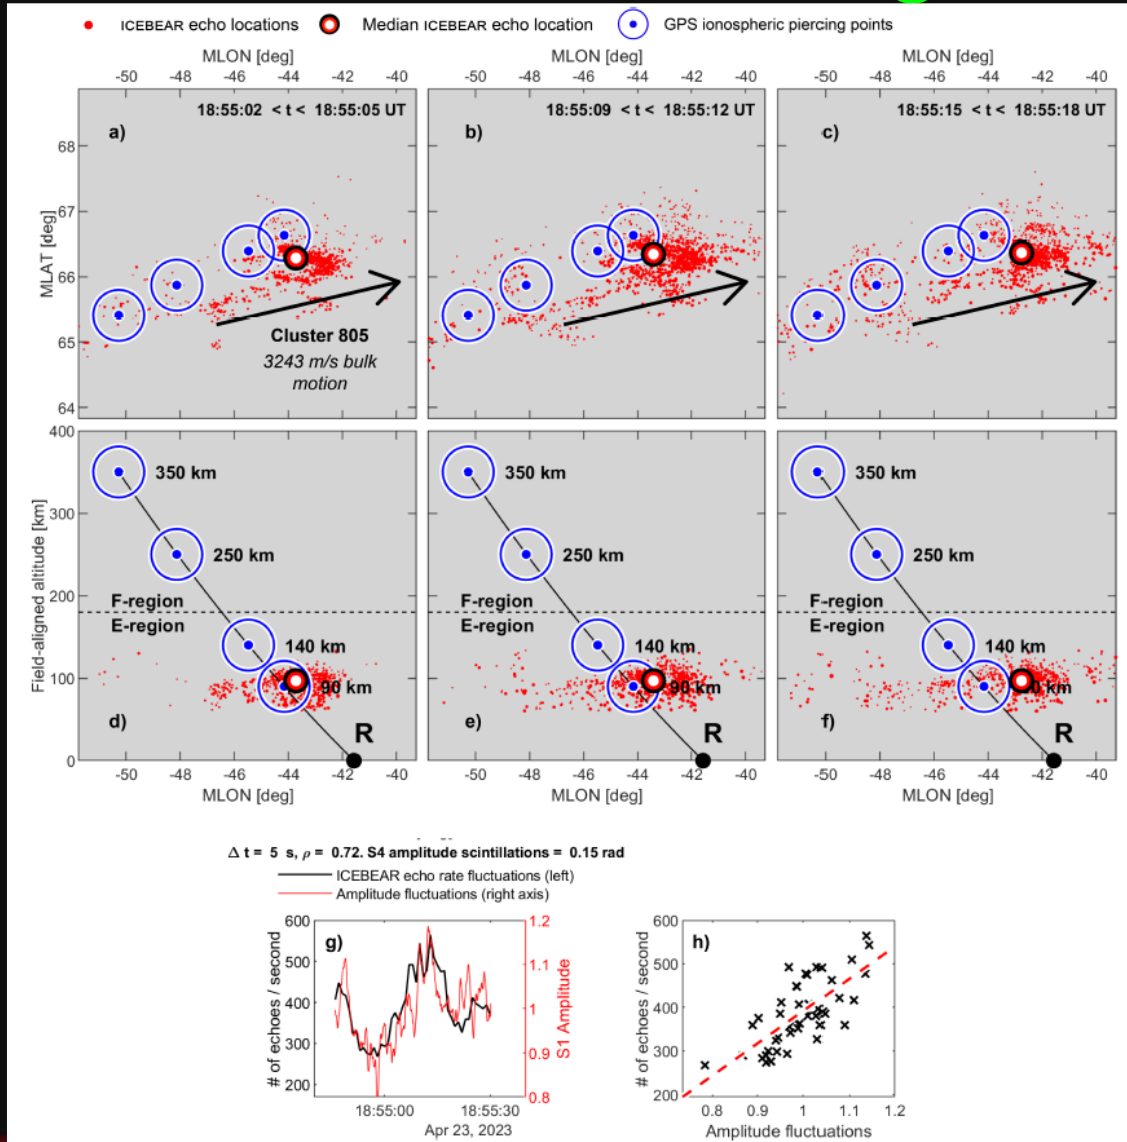 ICEBEAR echo locations   Median ICEBEAR echo location   GPS ionospheric piercing points
MLON [deg]   MLON [deg]   MLON [deg]
-50 -48 -46 -44 -42 -40   -50 -48 -46 -44 -42 -40   -50 -48 -46 -44 -42 -40
18:55:02 < t < 18:55:05 UT   18:55:09 < t < 18:55:12 UT   18:55:15 < t < 18:55:18 UT
a)   b)   c)
68
67
MLAT [deg]
66
65
64
Cluster 805
3243 m/s bulk
motion
400
350 km   350 km   350 km
300
250 km   250 km   250 km
Field-aligned altitude [km]
200
F-region   F-region   F-region
E-region   E-region   E-region
140 km   140 km   140 km
100
90 km   90 km   0 km
d)   e)   f)
R   R   R
0
-50 -48 -46 -44 -42 -40   -50 -48 -46 -44 -42 -40   -50 -48 -46 -44 -42 -40
MLON [deg]   MLON [deg]   MLON [deg]
Δ t = 5 s, ρ = 0.72. S4 amplitude scintillations = 0.15 rad
ICEBEAR echo rate fluctuations (left)
Amplitude fluctuations (right axis)
g)
# of echoes / second
600
500
400
300
200
1.2
1.1
1
0.9
0.8
S1 Amplitude
18:55:00   18:55:30
Apr 23, 2023
h)
# of echoes / second
600
500
400
300
200
0.8 0.9 1 1.1 1.2
Amplitude fluctuations